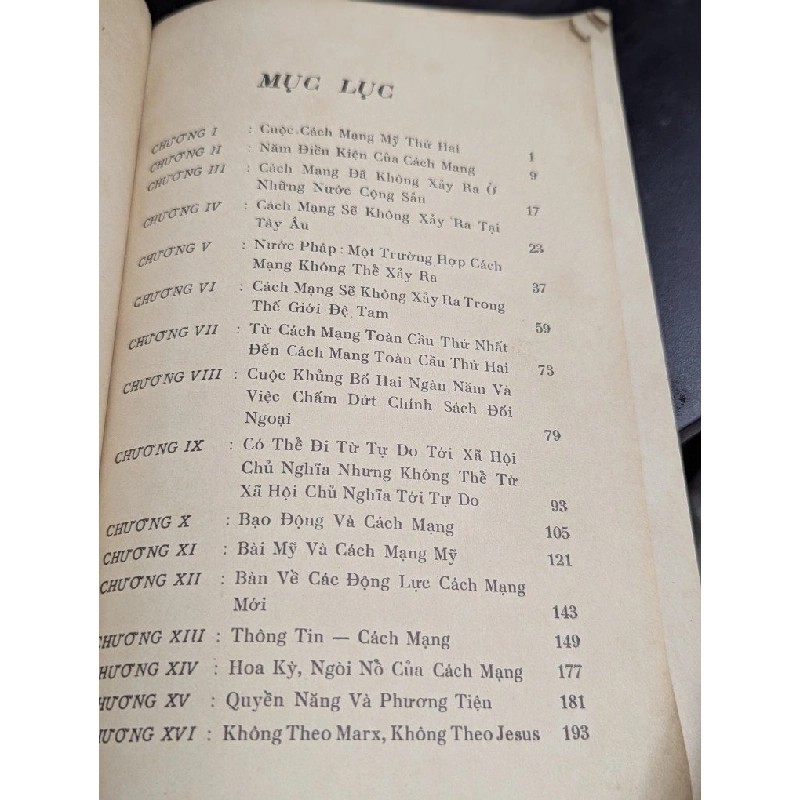 MỤC LỤC
CHƯƠNG I : Cuộc Cách Mạng Mỹ Thứ Hai 1
CHƯƠNG II : Năm Điền Kiện Của Cách Mạng 9
CHƯƠNG III : Cách Mạng Đã Không Xảy Ra Ở
Những Nước Cộng Sản 17
CHƯƠNG IV : Cách Mạng Sẽ Không Xảy Ra Tại
Tây Âu 23
CHƯƠNG V : Nước Pháp : Một Trường Hợp Cách
Mạng Không Thể Xảy Ra 37
CHƯƠNG VI : Cách Mạng Sẽ Không Xảy Ra Trong
Thế Giới Đệ Tam 59
CHƯƠNG VII : Từ Cách Mạng Toàn Cầu Thứ Nhất
Đến Cách Mạng Toàn Cầu Thứ Hai 73
CHƯƠNG VIII : Cuộc Khủng Bố Hai Ngàn Năm Và
Việc Chấm Dứt Chính Sách Đối
Ngoại 79
CHƯƠNG IX : Có Thể Đi Từ Tự Do Tới Xã Hội
Chủ Nghĩa Nhưng Không Thể Từ
Xã Hội Chủ Nghĩa Tới Tự Do 93
CHƯƠNG X : Bạo Động Và Cách Mạng 105
CHƯƠNG XI : Bài Mỹ Và Cách Mạng Mỹ 121
CHƯƠNG XII : Bàn Về Các Động Lực Cách Mạng
Mới 143
CHƯƠNG XIII : Thông Tin — Cách Mạng 149
CHƯƠNG XIV : Hoa Kỳ, Ngòi Nổ Của Cách Mạng 177
CHƯƠNG XV : Quyền Năng Và Phương Tiện 181
CHƯƠNG XVI : Không Theo Marx, Không Theo Jesus 193